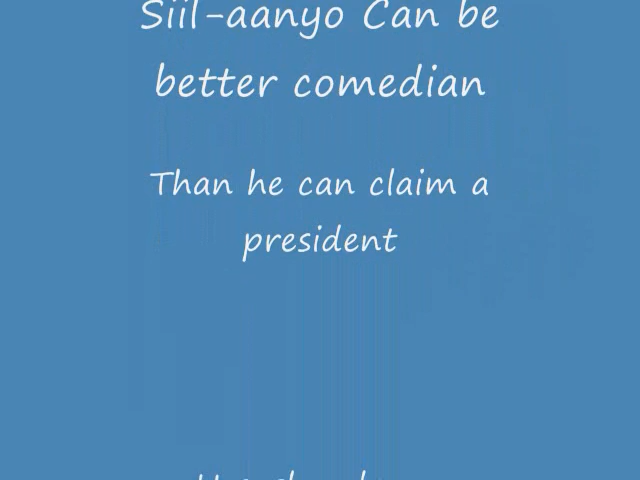 Siil-aanyo Can be
better comedian
Than he can claim a
president